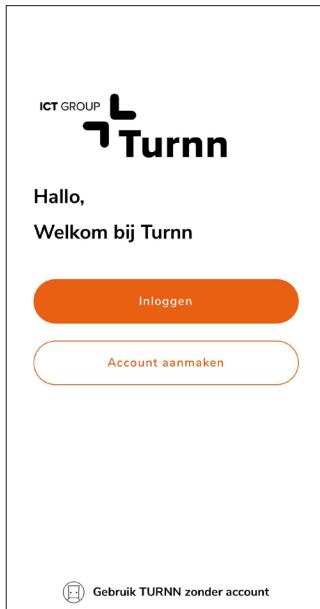 ICT GROUP
Turnn
Hallo,
Welkom bij Turnn
Inloggen
Account aanmaken
Gebruik TURNN zonder account